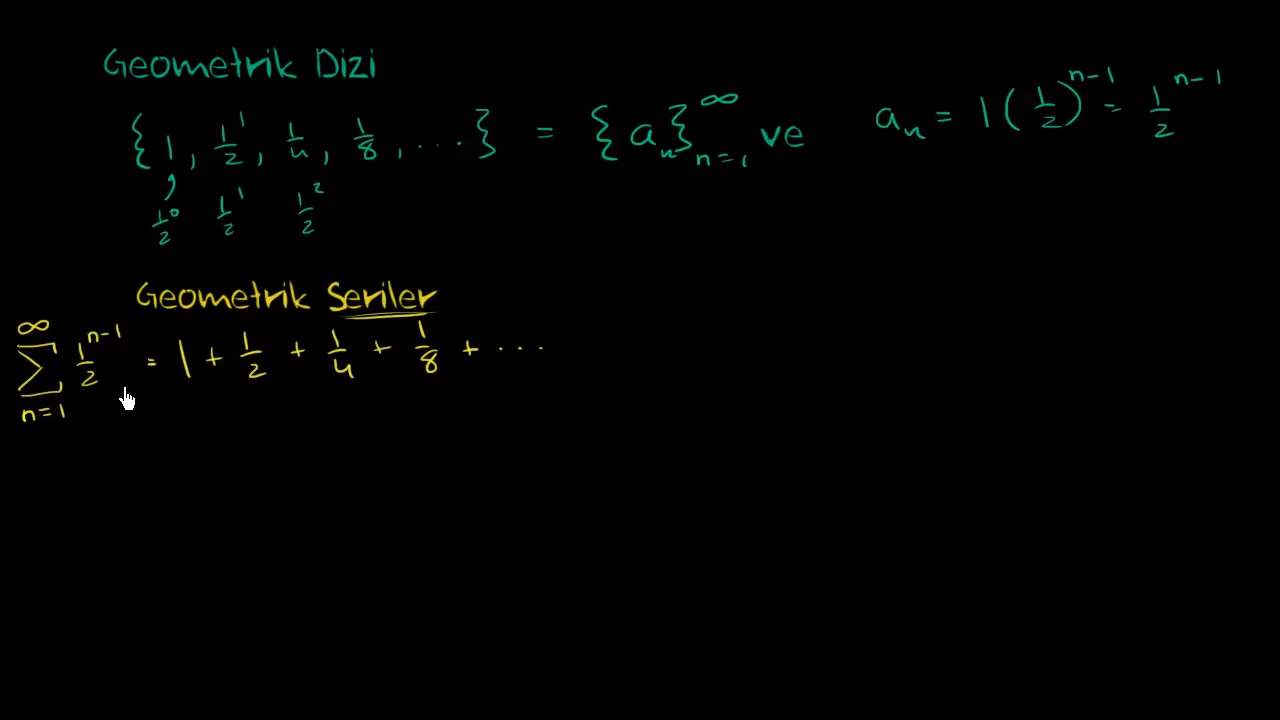 Geometrik Dizi
{1, 1/2^1, 1/4, 1/8, ...} = {a_n}_{n=1}^∞ ve a_n = 1(1/2)^{n-1} = 1/2^{n-1}
1/2^0 1/2^1 1/2^2
Geometrik Seriler
∑_{n=1}^∞ 1/2^{n-1} = 1 + 1/2 + 1/4 + 1/8 + ...